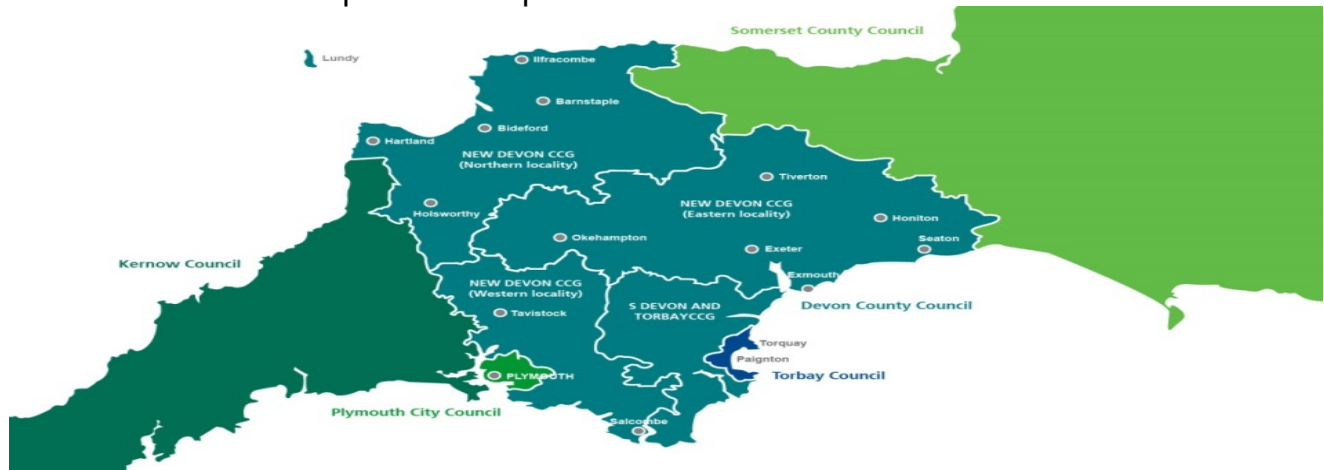 Somerset County Council
Lundy
Ilfracombe
Barnstaple
Bideford
Hartland
NEW DEVON CCG
(Northern locality)
Tiverton
Holsworthy
NEW DEVON CCG
(Eastern locality)
Honiton
Okehampton
Seaton
Exeter
Kernow Council
Exmouth
NEW DEVON CCG
(Western locality)
S DEVON AND
TORBAYCCG
Devon County Council
Tavistock
Torquay
Paignton
Torbay Council
PLYMOUTH
Plymouth City Council
Salcombe